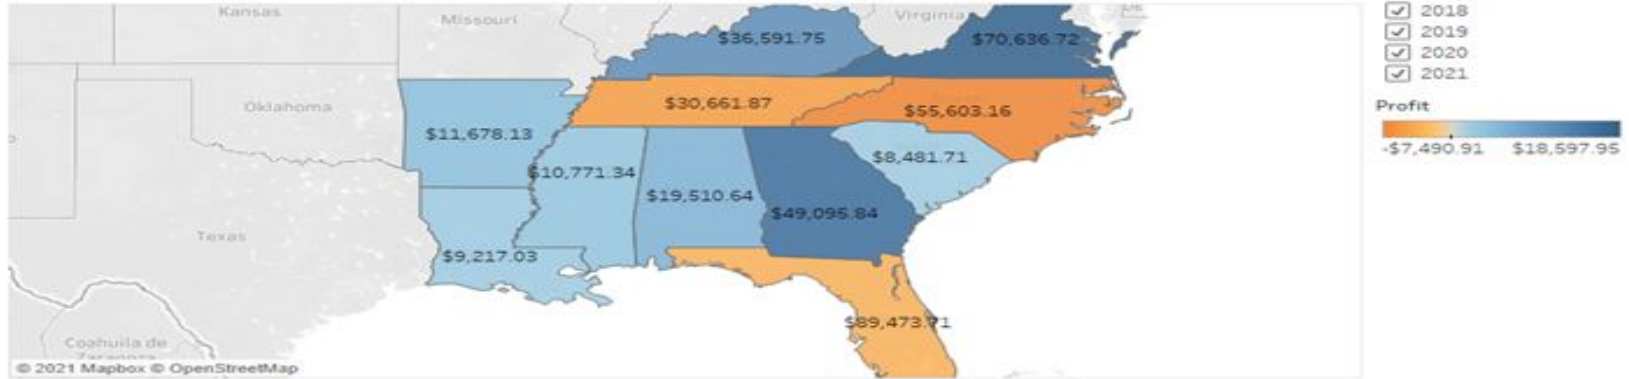 Kansas
Missouri
Virginia
$36,591.75
$70,636.72
Oklahoma
$30,661.87
$55,603.16
$11,678.13
$10,771.34
$8,481.71
$19,510.64
$49,095.84
Texas
$9,217.03
$89,473.71
Coahuila de
Zaragoza
© 2021 Mapbox © OpenStreetMap
2018
2019
2020
2021
Profit
-$7,490.91 $18,597.95